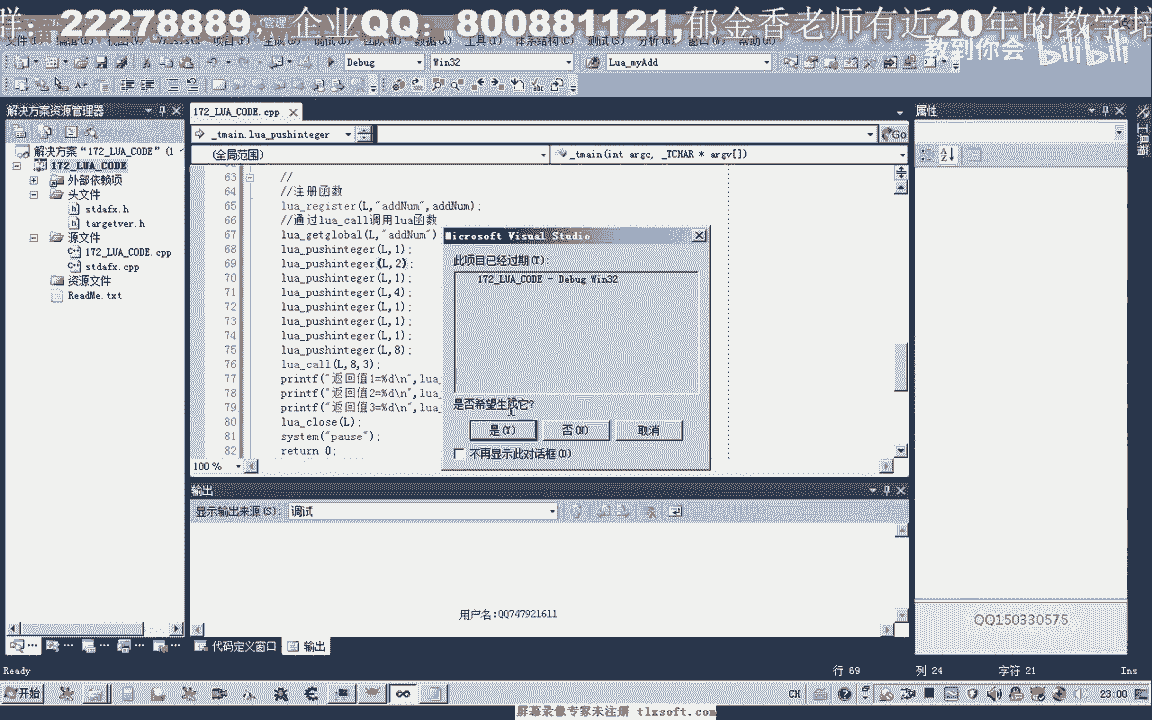 群：22278889，企业QQ：800881121,郁金香老师有近20年的教学培
教到你会 bilibili
Debug Win32 Lua_myAdd
解决方案资源管理器
172_LUA_CODE.cpp
属性
_tmain.lua_pushinteger
Go
(全局范围)
_tmain(int argc, _TCHAR * argv[])
工具箱
解决方案"172_LUA_CODE" (1
172_LUA_CODE
外部依赖项
头文件
stdafx.h
targetver.h
源文件
172_LUA_CODE.cpp
stdafx.cpp
资源文件
ReadMe.txt
63 //
64 //注册函数
65 lua_register(L,"addNum",addNum);
66 //通过lua_call调用lua函数
67 lua_getglobal(L,"addNum")
68 lua_pushinteger(L,1);
69 lua_pushinteger(L,2);
70 lua_pushinteger(L,1);
71 lua_pushinteger(L,4);
72 lua_pushinteger(L,1);
73 lua_pushinteger(L,1);
74 lua_pushinteger(L,1);
75 lua_pushinteger(L,8);
76 lua_call(L,8,3);
77 printf("返回值1=%d\n",lua_
78 printf("返回值2=%d\n",lua_
79 printf("返回值3=%d\n",lua_
80 lua_close(L);
81 system("pause");
82 return 0;
100 %
Microsoft Visual Studio
此项目已经过期(T):
172_LUA_CODE - Debug Win32
是否希望生成它?
是(Y) 否(N) 取消
不再显示此对话框(D)
输出
显示输出来源(S): 调试
用户名:QQ747921611
QQ150330575
代码定义窗口 输出
Ready 行 69 列 24 字符 21 Ins
开始 CH 23:00
屏幕录像专家未注册 tlxsoft.com